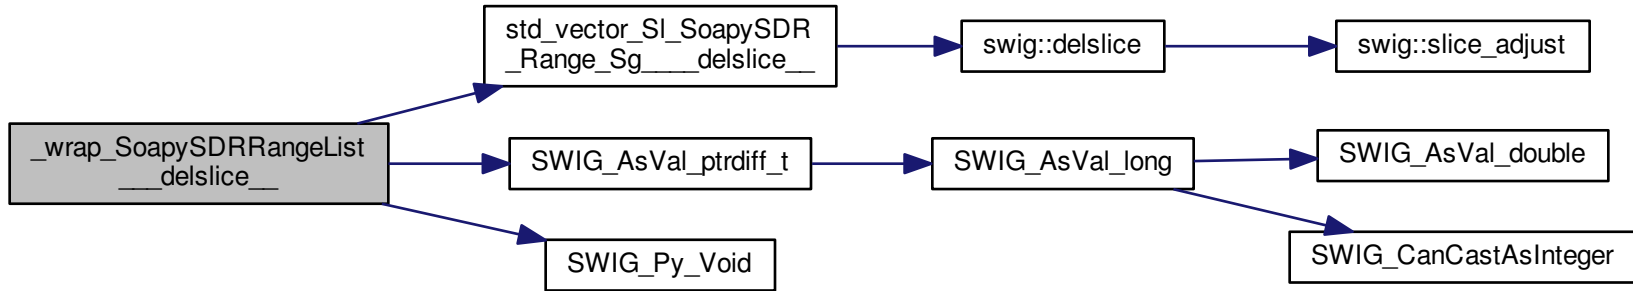 _wrap_SoapySDRRangeList
___delslice__
std_vector_Sl_SoapySDR
_Range_Sg____delslice__
swig::delslice
swig::slice_adjust
SWIG_AsVal_ptrdiff_t
SWIG_AsVal_long
SWIG_AsVal_double
SWIG_CanCastAsInteger
SWIG_Py_Void